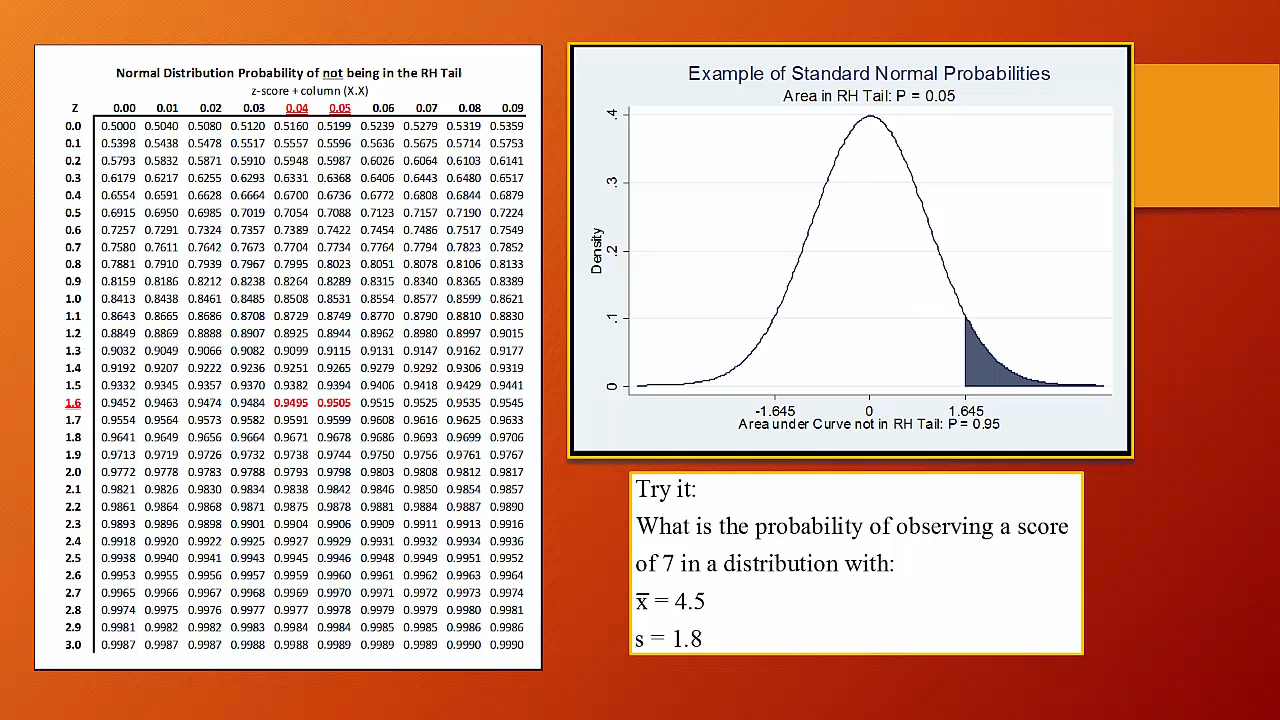 Normal Distribution Probability of not being in the RH Tail
z-score + column (X.X)
Z 0.00 0.01 0.02 0.03 0.04 0.05 0.06 0.07 0.08 0.09
0.0 0.5000 0.5040 0.5080 0.5120 0.5160 0.5199 0.5239 0.5279 0.5319 0.5359
0.1 0.5398 0.5438 0.5478 0.5517 0.5557 0.5596 0.5636 0.5675 0.5714 0.5753
0.2 0.5793 0.5832 0.5871 0.5910 0.5948 0.5987 0.6026 0.6064 0.6103 0.6141
0.3 0.6179 0.6217 0.6255 0.6293 0.6331 0.6368 0.6406 0.6443 0.6480 0.6517
0.4 0.6554 0.6591 0.6628 0.6664 0.6700 0.6736 0.6772 0.6808 0.6844 0.6879
0.5 0.6915 0.6950 0.6985 0.7019 0.7054 0.7088 0.7123 0.7157 0.7190 0.7224
0.6 0.7257 0.7291 0.7324 0.7357 0.7389 0.7422 0.7454 0.7486 0.7517 0.7549
0.7 0.7580 0.7611 0.7642 0.7673 0.7704 0.7734 0.7764 0.7794 0.7823 0.7852
0.8 0.7881 0.7910 0.7939 0.7967 0.7995 0.8023 0.8051 0.8078 0.8106 0.8133
0.9 0.8159 0.8186 0.8212 0.8238 0.8264 0.8289 0.8315 0.8340 0.8365 0.8389
1.0 0.8413 0.8438 0.8461 0.8485 0.8508 0.8531 0.8554 0.8577 0.8599 0.8621
1.1 0.8643 0.8665 0.8686 0.8708 0.8729 0.8749 0.8770 0.8790 0.8810 0.8830
1.2 0.8849 0.8869 0.8888 0.8907 0.8925 0.8944 0.8962 0.8980 0.8997 0.9015
1.3 0.9032 0.9049 0.9066 0.9082 0.9099 0.9115 0.9131 0.9147 0.9162 0.9177
1.4 0.9192 0.9207 0.9222 0.9236 0.9251 0.9265 0.9279 0.9292 0.9306 0.9319
1.5 0.9332 0.9345 0.9357 0.9370 0.9382 0.9394 0.9406 0.9418 0.9429 0.9441
1.6 0.9452 0.9463 0.9474 0.9484 0.9495 0.9505 0.9515 0.9525 0.9535 0.9545
1.7 0.9554 0.9564 0.9573 0.9582 0.9591 0.9599 0.9608 0.9616 0.9625 0.9633
1.8 0.9641 0.9649 0.9656 0.9664 0.9671 0.9678 0.9686 0.9693 0.9699 0.9706
1.9 0.9713 0.9719 0.9726 0.9732 0.9738 0.9744 0.9750 0.9756 0.9761 0.9767
2.0 0.9772 0.9778 0.9783 0.9788 0.9793 0.9798 0.9803 0.9808 0.9812 0.9817
2.1 0.9821 0.9826 0.9830 0.9834 0.9838 0.9842 0.9846 0.9850 0.9854 0.9857
2.2 0.9861 0.9864 0.9868 0.9871 0.9875 0.9878 0.9881 0.9884 0.9887 0.9890
2.3 0.9893 0.9896 0.9898 0.9901 0.9904 0.9906 0.9909 0.9911 0.9913 0.9916
2.4 0.9918 0.9920 0.9922 0.9925 0.9927 0.9929 0.9931 0.9932 0.9934 0.9936
2.5 0.9938 0.9940 0.9941 0.9943 0.9945 0.9946 0.9948 0.9949 0.9951 0.9952
2.6 0.9953 0.9955 0.9956 0.9957 0.9959 0.9960 0.9961 0.9962 0.9963 0.9964
2.7 0.9965 0.9966 0.9967 0.9968 0.9969 0.9970 0.9971 0.9972 0.9973 0.9974
2.8 0.9974 0.9975 0.9976 0.9977 0.9977 0.9978 0.9979 0.9979 0.9980 0.9981
2.9 0.9981 0.9982 0.9982 0.9983 0.9984 0.9984 0.9985 0.9985 0.9986 0.9986
3.0 0.9987 0.9987 0.9987 0.9988 0.9988 0.9989 0.9989 0.9989 0.9990 0.9990
Example of Standard Normal Probabilities
Area in RH Tail: P = 0.05
.4
.3
.2
.1
0
Density
-1.645 0 1.645
Area under Curve not in RH Tail: P = 0.95
Try it:
What is the probability of observing a score
of 7 in a distribution with:
x̅ = 4.5
s = 1.8